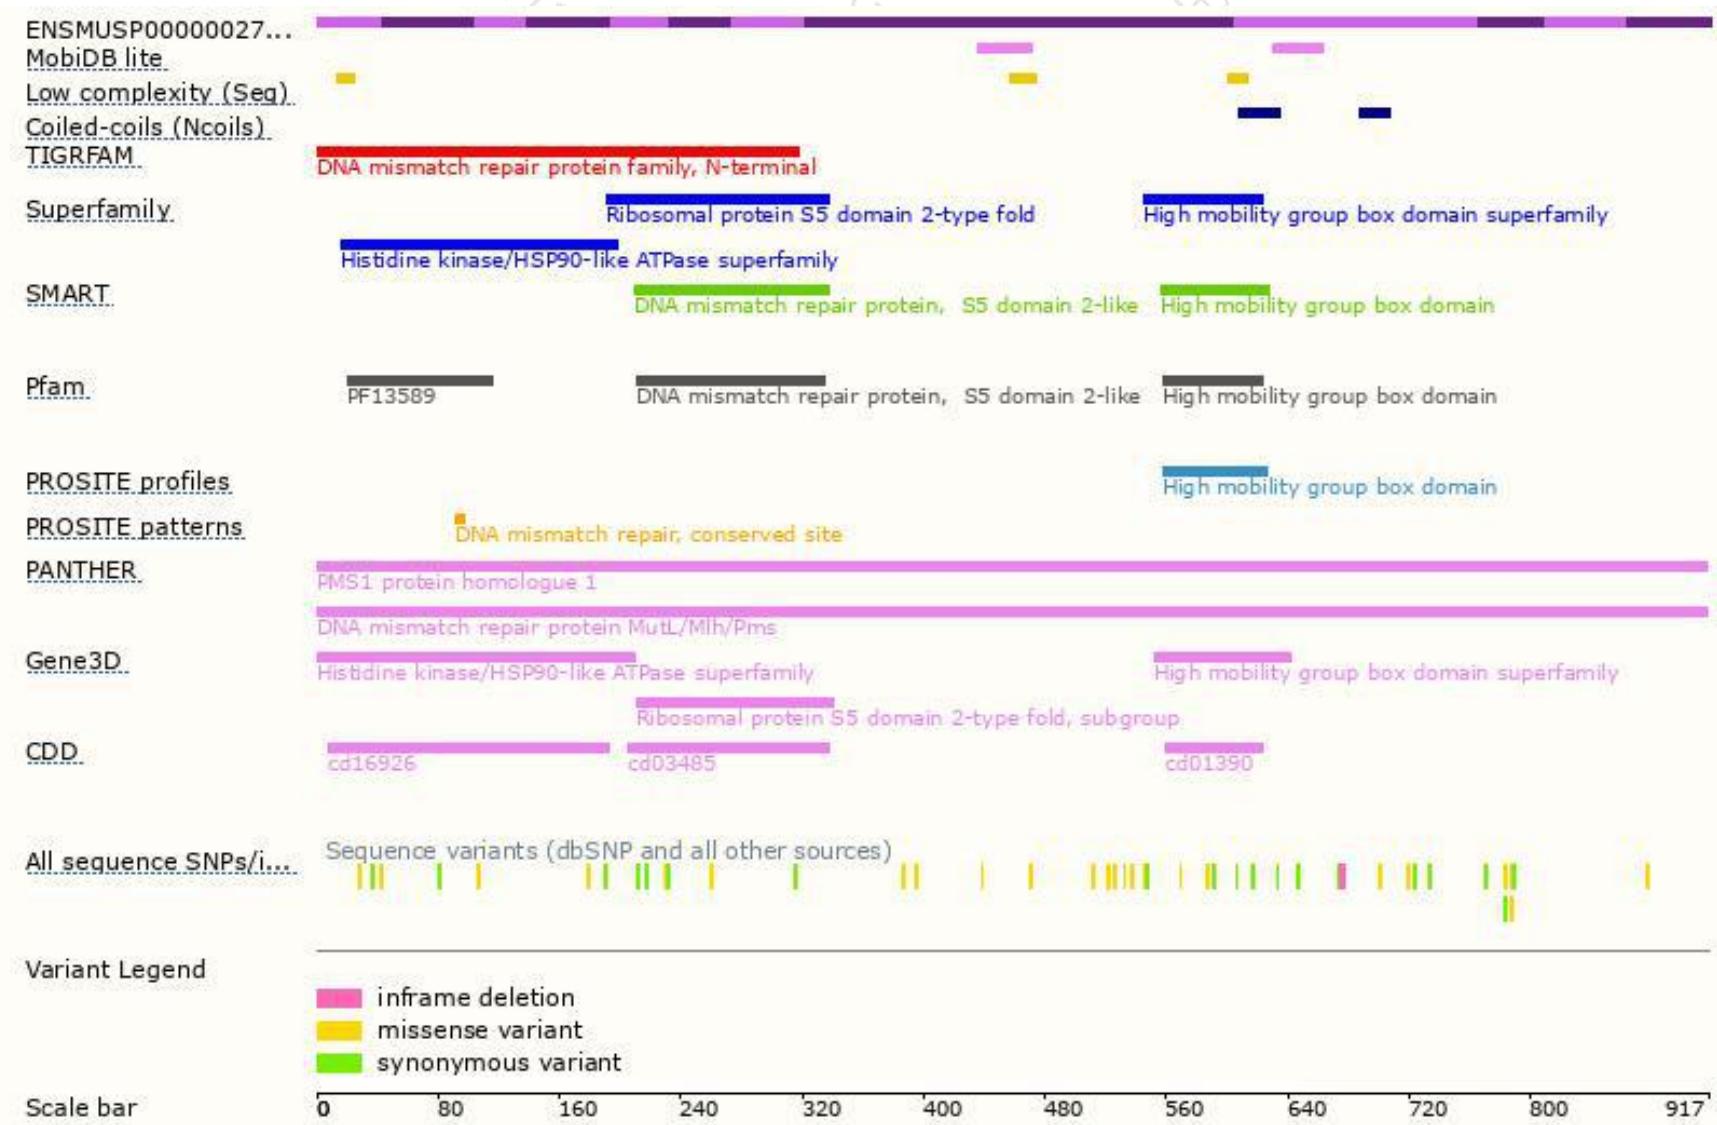 ENSMUSP00000027...
MobiDB lite
Low complexity (Seg)
Coiled-coils (Ncoils)
TIGRFAM
DNA mismatch repair protein family, N-terminal
Superfamily
Ribosomal protein S5 domain 2-type fold
High mobility group box domain superfamily
Histidine kinase/HSP90-like ATPase superfamily
SMART
DNA mismatch repair protein, S5 domain 2-like
High mobility group box domain
Pfam
PF13589
DNA mismatch repair protein, S5 domain 2-like
High mobility group box domain
PROSITE profiles
High mobility group box domain
PROSITE patterns
DNA mismatch repair, conserved site
PANTHER
PMS1 protein homologue 1
DNA mismatch repair protein MutL/Mlh/Pms
Gene3D
Histidine kinase/HSP90-like ATPase superfamily
High mobility group box domain superfamily
Ribosomal protein S5 domain 2-type fold, subgroup
CDD
cd16926
cd03485
cd01390
All sequence SNPs/i...
Sequence variants (dbSNP and all other sources)
Variant Legend
inframe deletion
missense variant
synonymous variant
Scale bar
0 80 160 240 320 400 480 560 640 720 800 917